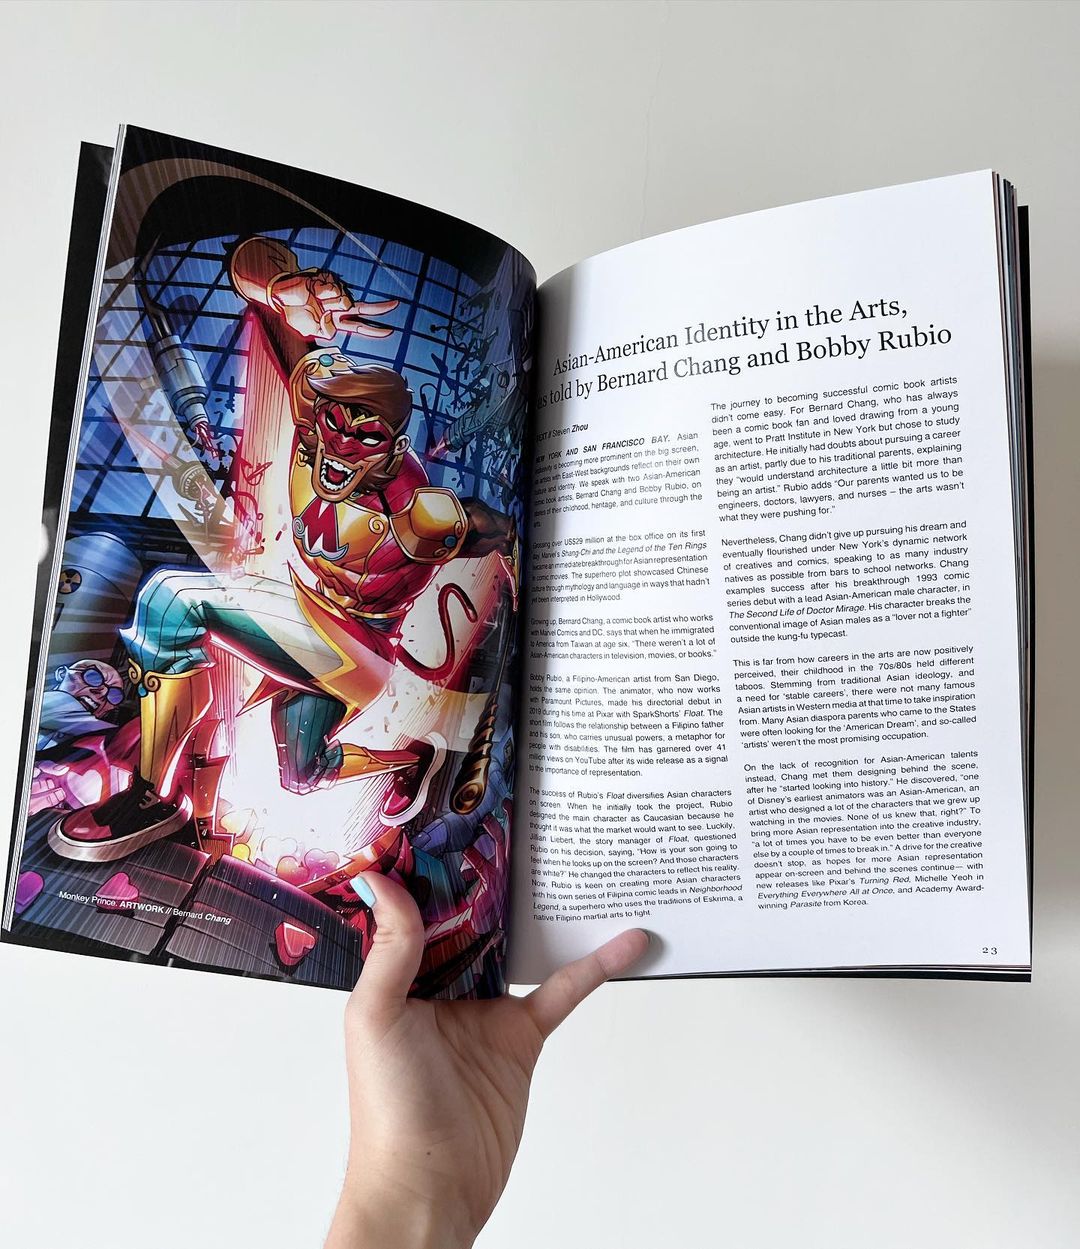 Monkey Prince. ARTWORK // Bernard Chang
Asian-American Identity in the Arts,
as told by Bernard Chang and Bobby Rubio
TEXT // Steven Zhou
NEW YORK AND SAN FRANCISCO BAY. Asian
is becoming more prominent on the big screen,
as artists with East-West backgrounds reflect on their own
culture and identity. We speak with two Asian-American
comic book artists, Bernard Chang and Bobby Rubio, on
stories of their childhood, heritage, and culture through the
arts.
Grossing over US$29 million at the box office on its first
day, Marvel's Shang-Chi and the Legend of the Ten Rings
became an immediate breakthrough for Asian representation
in comic movies. The superhero plot showcased Chinese
culture through mythology and language in ways that hadn't
yet been interpreted in Hollywood.
Growing up, Bernard Chang, a comic book artist who works
with Marvel Comics and DC, says that when he immigrated
to America from Taiwan at age six, “There weren't a lot of
Asian-American characters in television, movies, or books.”
Bobby Rubio, a Filipino-American artist from San Diego,
holds the same opinion. The animator, who now works
with Paramount Pictures, made his directorial debut in
2019 during his time at Pixar with SparkShorts' Float. The
short film follows the relationship between a Filipino father
and his son, who carries unusual powers, a metaphor for
people with disabilities. The film has garnered over 41
million views on YouTube after its wide release as a signal
to the importance of representation.
The success of Rubio's Float diversifies Asian characters
on screen. When he initially took the project, Rubio
designed the main character as Caucasian because he
thought it was what the market would want to see. Luckily,
Jillian Liebert, the story manager of Float, questioned
Rubio on his decision, saying, “How is your son going to
feel when he looks up on the screen? And those characters
are white?” He changed the characters to reflect his reality.
Now, Rubio is keen on creating more Asian characters
with his own series of Filipina comic leads in Neighborhood
Legend, a superhero who uses the traditions of Eskrima, a
native Filipino martial arts to fight.
The journey to becoming successful comic book artists
didn't come easy. For Bernard Chang, who has always
been a comic book fan and loved drawing from a young
age, went to Pratt Institute in New York but chose to study
architecture. He initially had doubts about pursuing a career
as an artist, partly due to his traditional parents, explaining
they “would understand architecture a little bit more than
being an artist.” Rubio adds “Our parents wanted us to be
engineers, doctors, lawyers, and nurses – the arts wasn't
what they were pushing for.”
Nevertheless, Chang didn't give up pursuing his dream and
eventually flourished under New York's dynamic network
of creatives and comics, speaking to as many industry
natives as possible from bars to school networks. Chang
examples success after his breakthrough 1993 comic
series debut with a lead Asian-American male character, in
The Second Life of Doctor Mirage. His character breaks the
conventional image of Asian males as a “lover not a fighter”
outside the kung-fu typecast.
This is far from how careers in the arts are now positively
perceived, their childhood in the 70s/80s held different
taboos. Stemming from traditional Asian ideology, and
a need for ‘stable careers’, there were not many famous
Asian artists in Western media at that time to take inspiration
from. Many Asian diaspora parents who came to the States
were often looking for the ‘American Dream’, and so-called
‘artists’ weren't the most promising occupation.
On the lack of recognition for Asian-American talents
instead, Chang met them designing behind the scene,
after he “started looking into history.” He discovered, “one
of Disney's earliest animators was an Asian-American, an
artist who designed a lot of the characters that we grew up
watching in the movies. None of us knew that, right?” To
bring more Asian representation into the creative industry,
“a lot of times you have to be even better than everyone
else by a couple of times to break in.” A drive for the creative
doesn't stop, as hopes for more Asian representation
appear on-screen and behind the scenes continue— with
new releases like Pixar's Turning Red, Michelle Yeoh in
Everything Everywhere All at Once, and Academy Award-
winning Parasite from Korea.
23